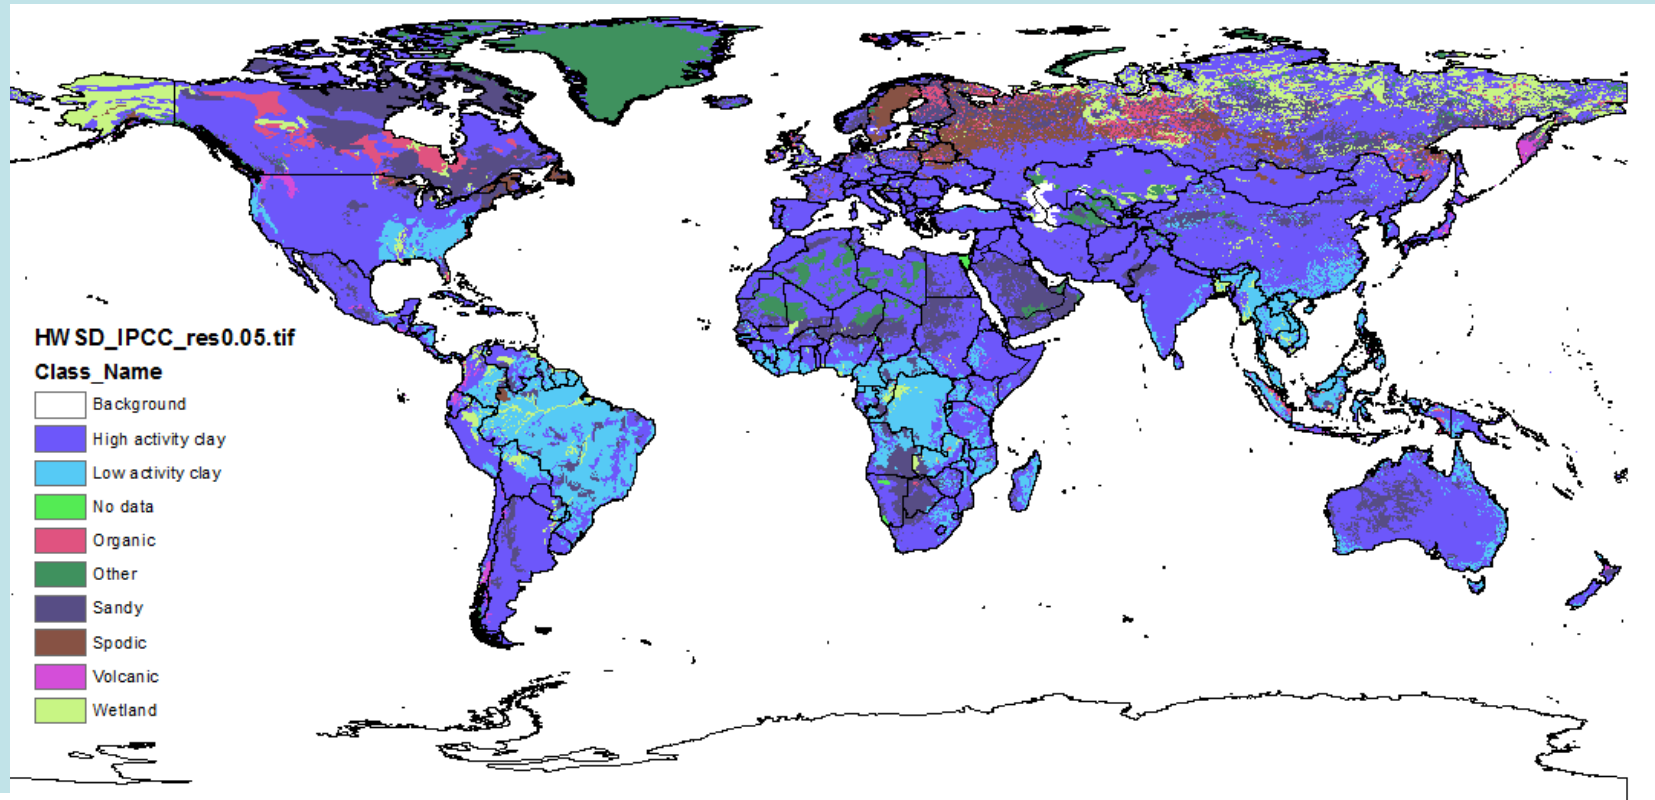 HWSD_IPCC_res0.05.tif
Class_Name
Background
High activity clay
Low activity clay
No data
Organic
Other
Sandy
Spodic
Volcanic
Wetland